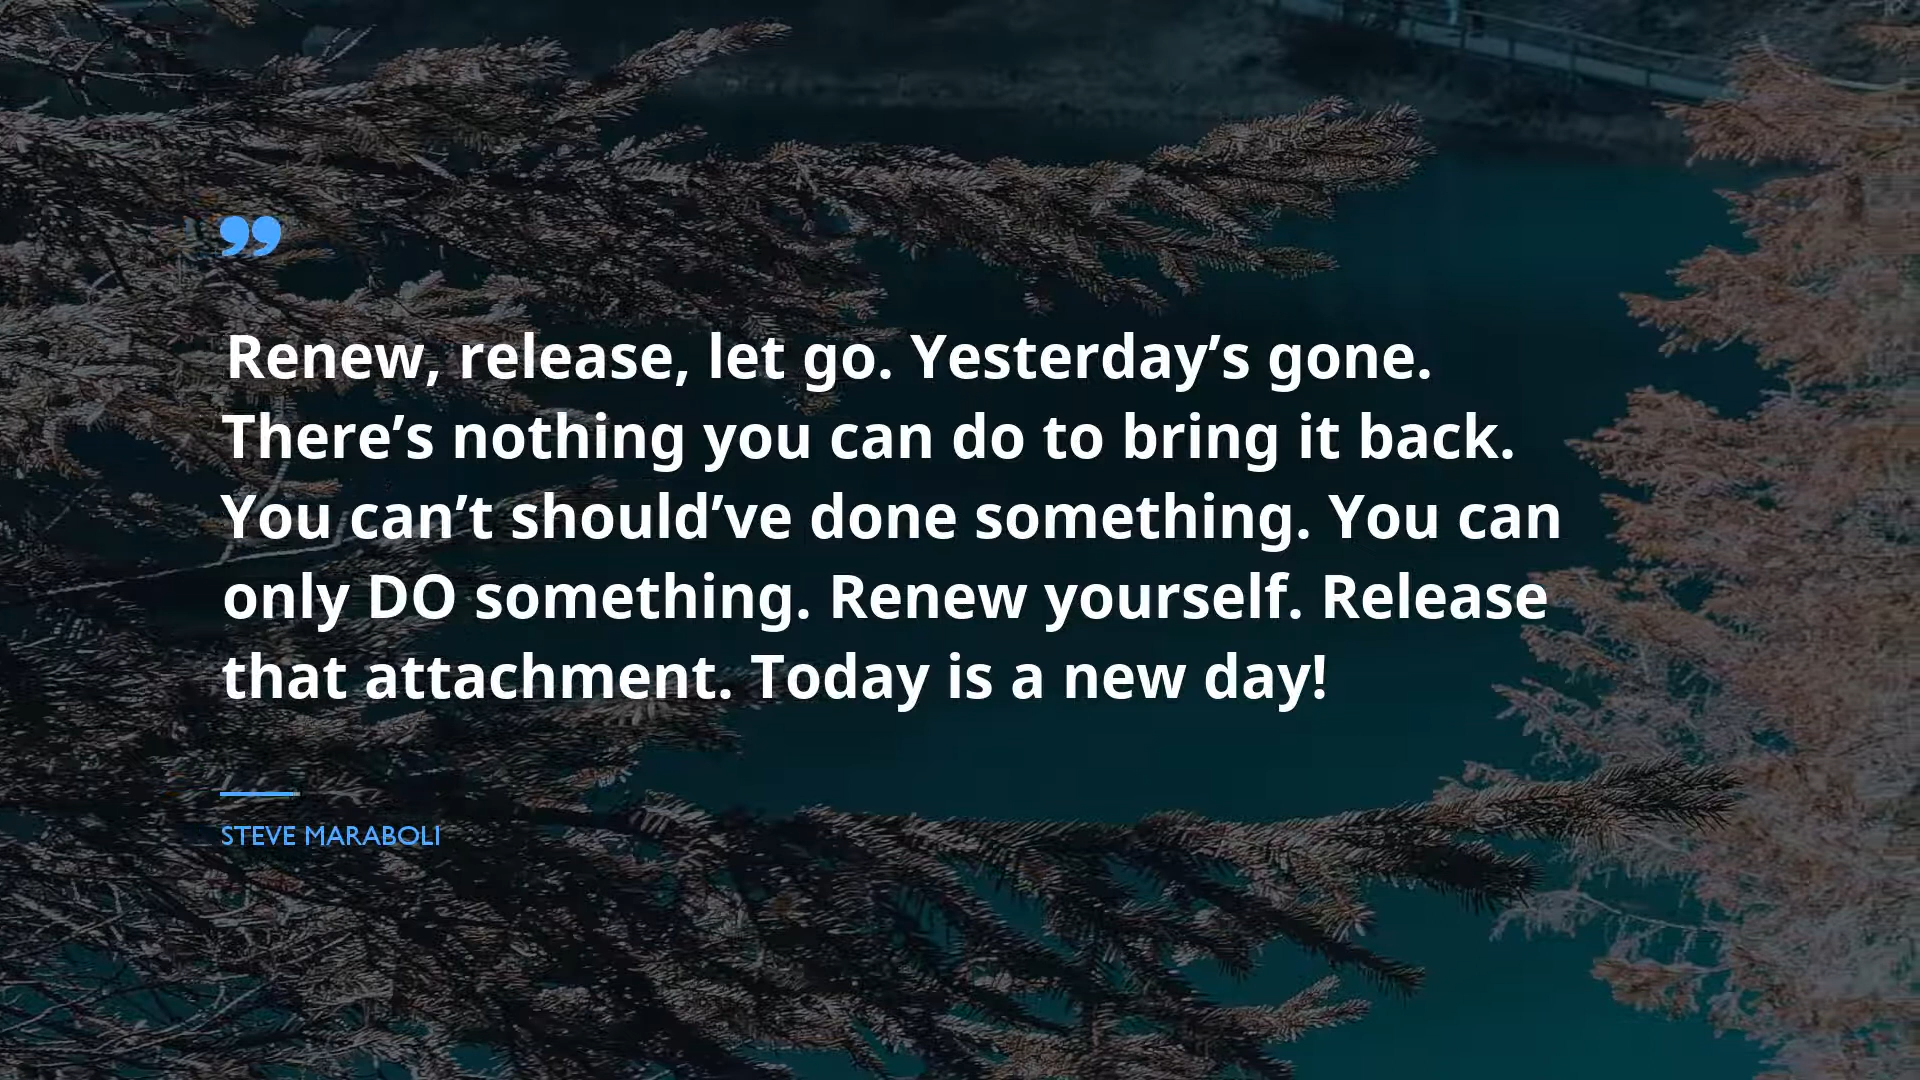 ”
Renew, release, let go. Yesterday’s gone.
There’s nothing you can do to bring it back.
You can’t should’ve done something. You can
only DO something. Renew yourself. Release
that attachment. Today is a new day!
STEVE MARABOLI